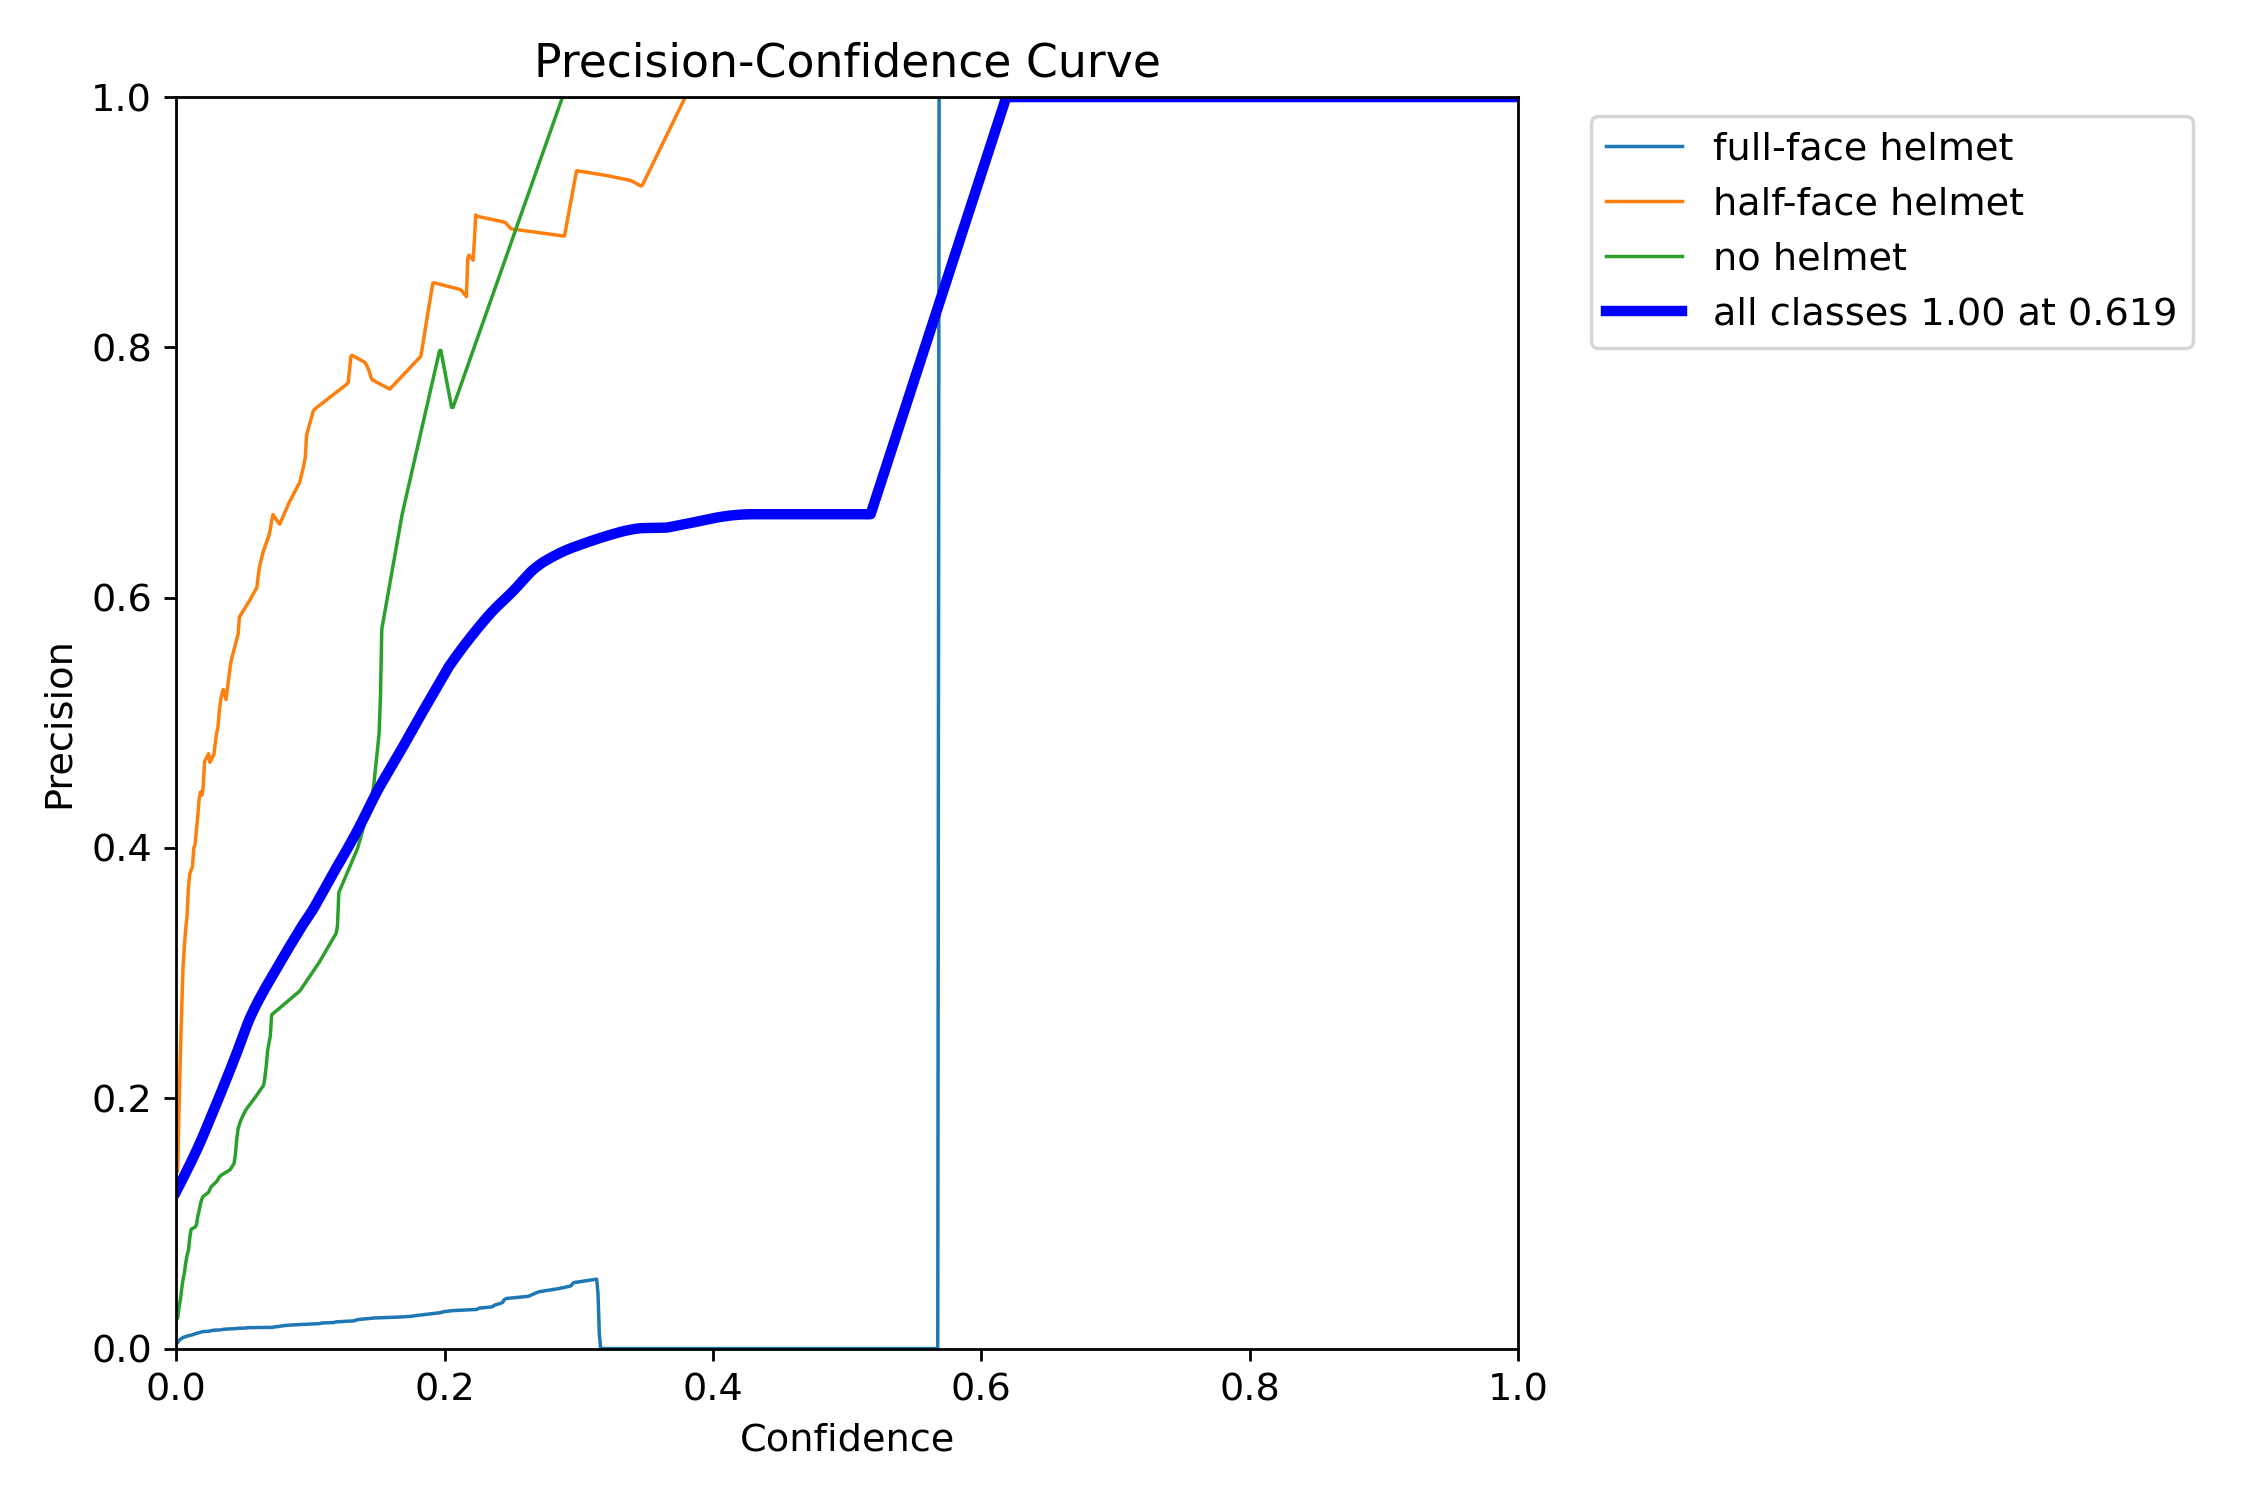 Precision-Confidence Curve
1.0
0.8
0.6
0.4
0.2
0.0
Precision
0.0 0.2 0.4 0.6 0.8 1.0
Confidence
full-face helmet
half-face helmet
no helmet
all classes 1.00 at 0.619